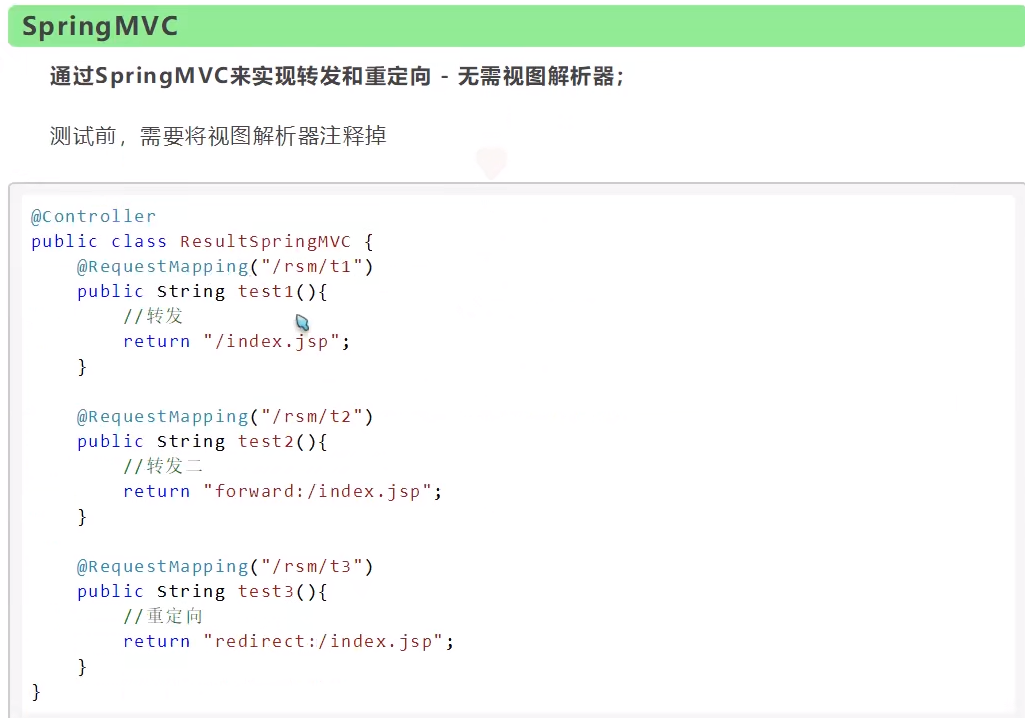 SpringMVC
通过SpringMVC来实现转发和重定向 - 无需视图解析器；
测试前，需要将视图解析器注释掉
@Controller
public class ResultSpringMVC {
    @RequestMapping("/rsm/t1")
    public String test1(){
        //转发
        return "/index.jsp";
    }
    @RequestMapping("/rsm/t2")
    public String test2(){
        //转发二
        return "forward:/index.jsp";
    }
    @RequestMapping("/rsm/t3")
    public String test3(){
        //重定向
        return "redirect:/index.jsp";
    }
}